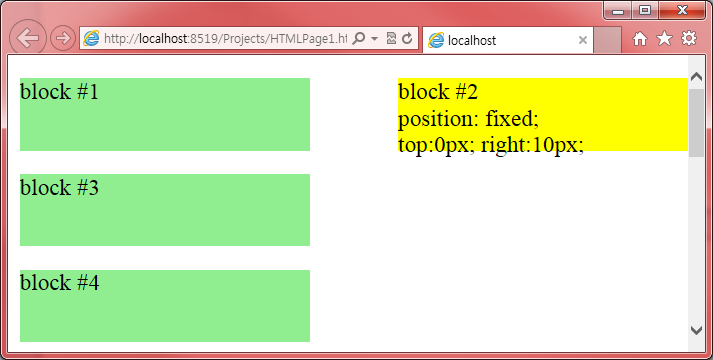 http://localhost:8519/Projects/HTMLPage1.ht
localhost
block #1
block #2
position: fixed;
top:0px; right:10px;
block #3
block #4